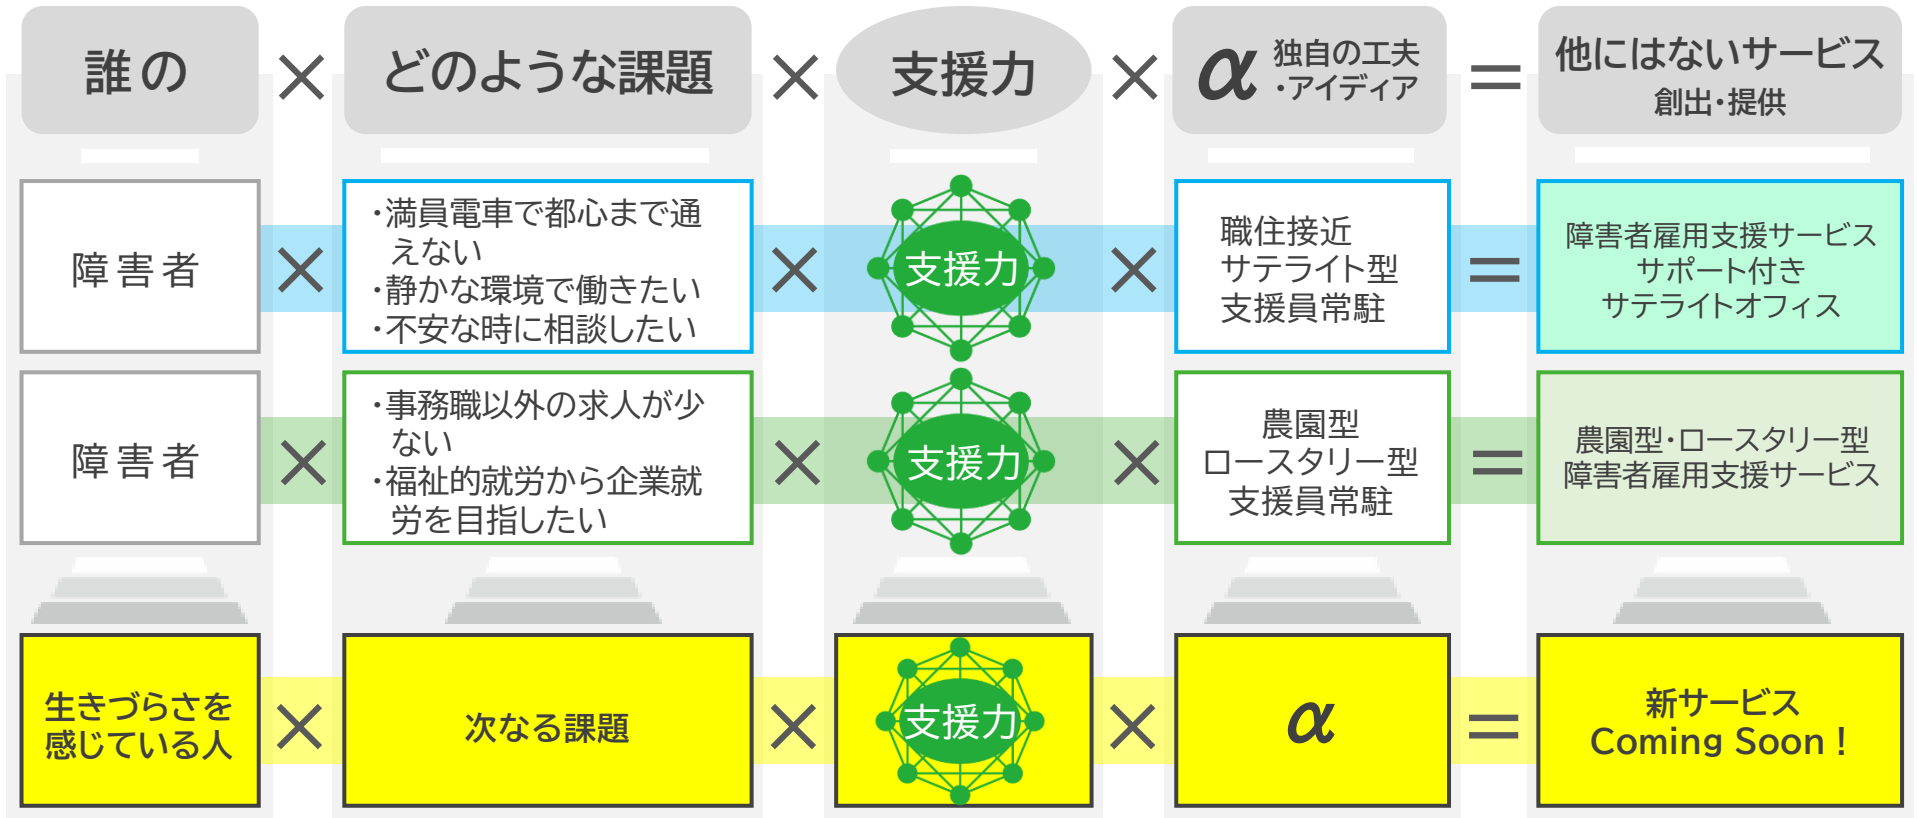 誰の × どのような課題 × 支援力 × α 独自の工夫・アイディア = 他にはないサービス
創出・提供
障害者
×
・満員電車で都心まで通
えない
・静かな環境で働きたい
・不安な時に相談したい
×
支援力
×
職住接近
サテライト型
支援員常駐
=
障害者雇用支援サービス
サポート付き
サテライトオフィス
障害者
×
・事務職以外の求人が少
ない
・福祉的就労から企業就
労を目指したい
×
支援力
×
農園型
ロースタリー型
支援員常駐
=
農園型・ロースタリー型
障害者雇用支援サービス
生きづらさを
感じている人
×
次なる課題
×
支援力
×
α
=
新サービス
Coming Soon！